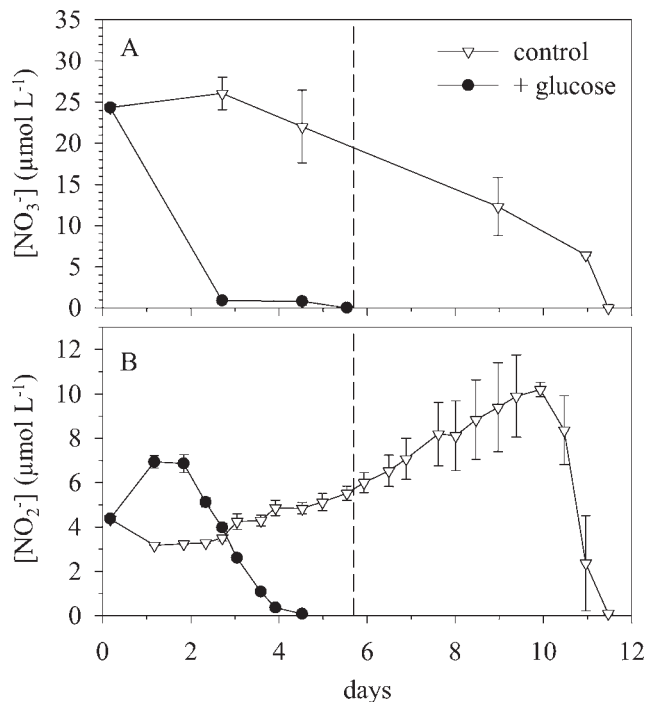 A
control
+ glucose
[NO3-] (µmol L-1)
35
30
25
20
15
10
5
0
B
[NO2-] (µmol L-1)
12
10
8
6
4
2
0
0 2 4 6 8 10 12
days